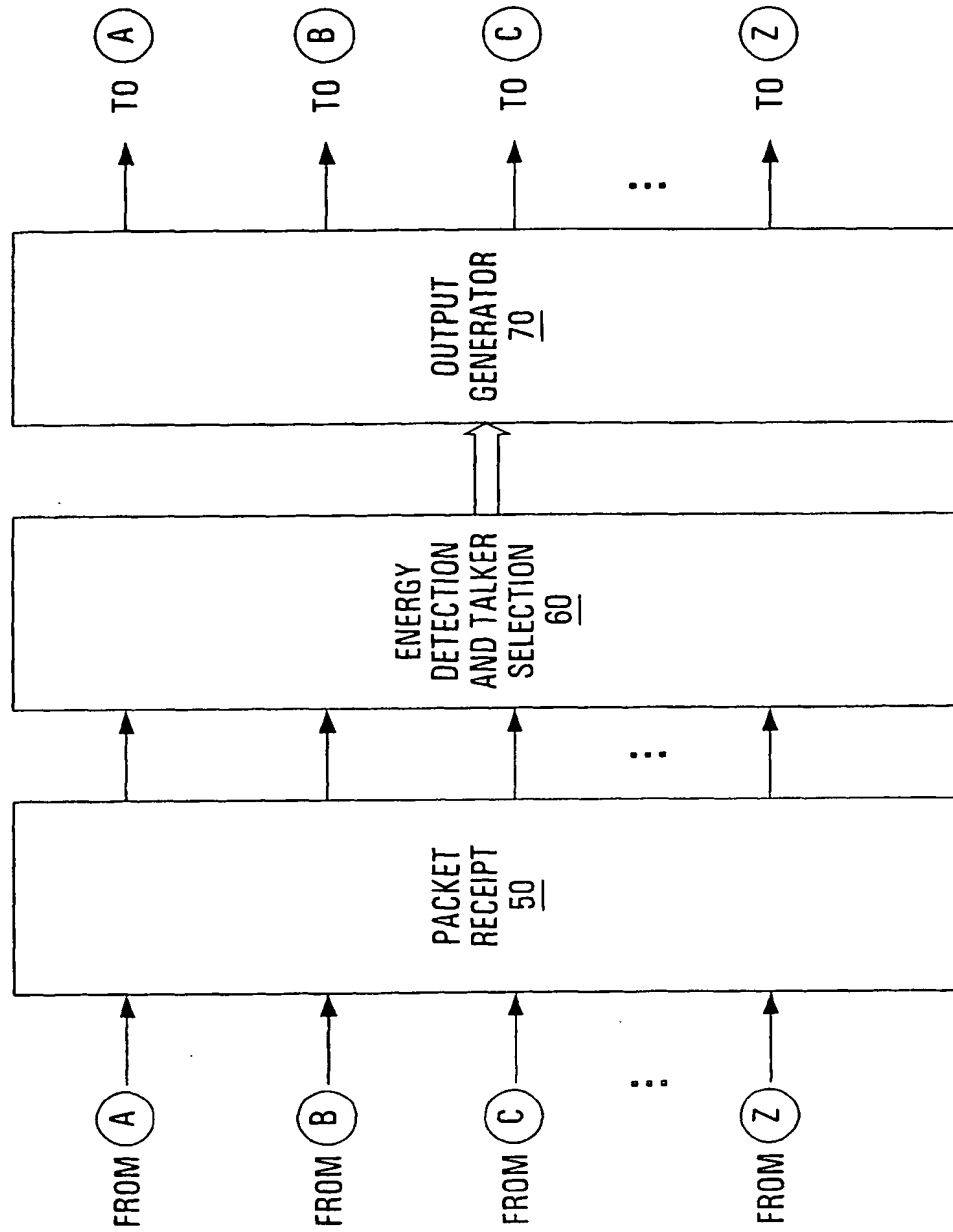 FROM A
FROM B
FROM C
...
FROM Z
PACKET
RECEIPT
50
...
ENERGY
DETECTION
AND TALKER
SELECTION
60
OUTPUT
GENERATOR
70
...
TO A
TO B
TO C
TO Z